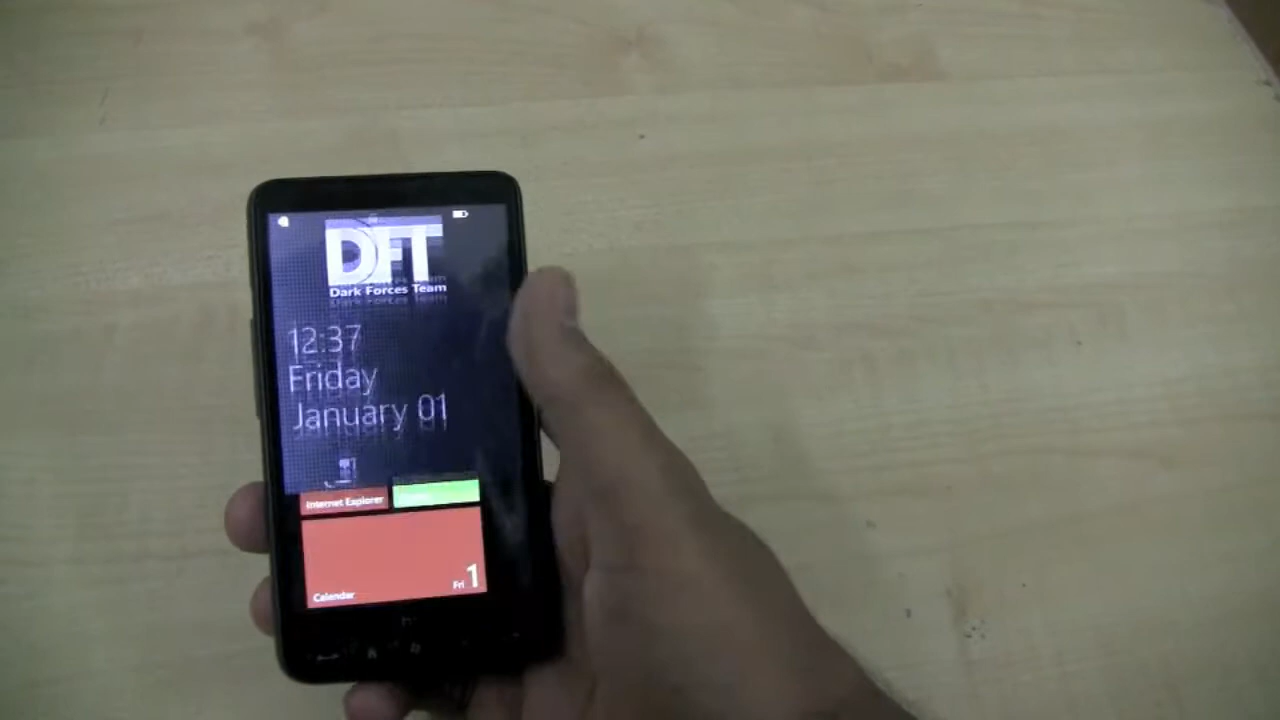 DFT
Dark Forces Team
12:37
Friday
January 01
Internet Explorer
Calendar
Fri 1